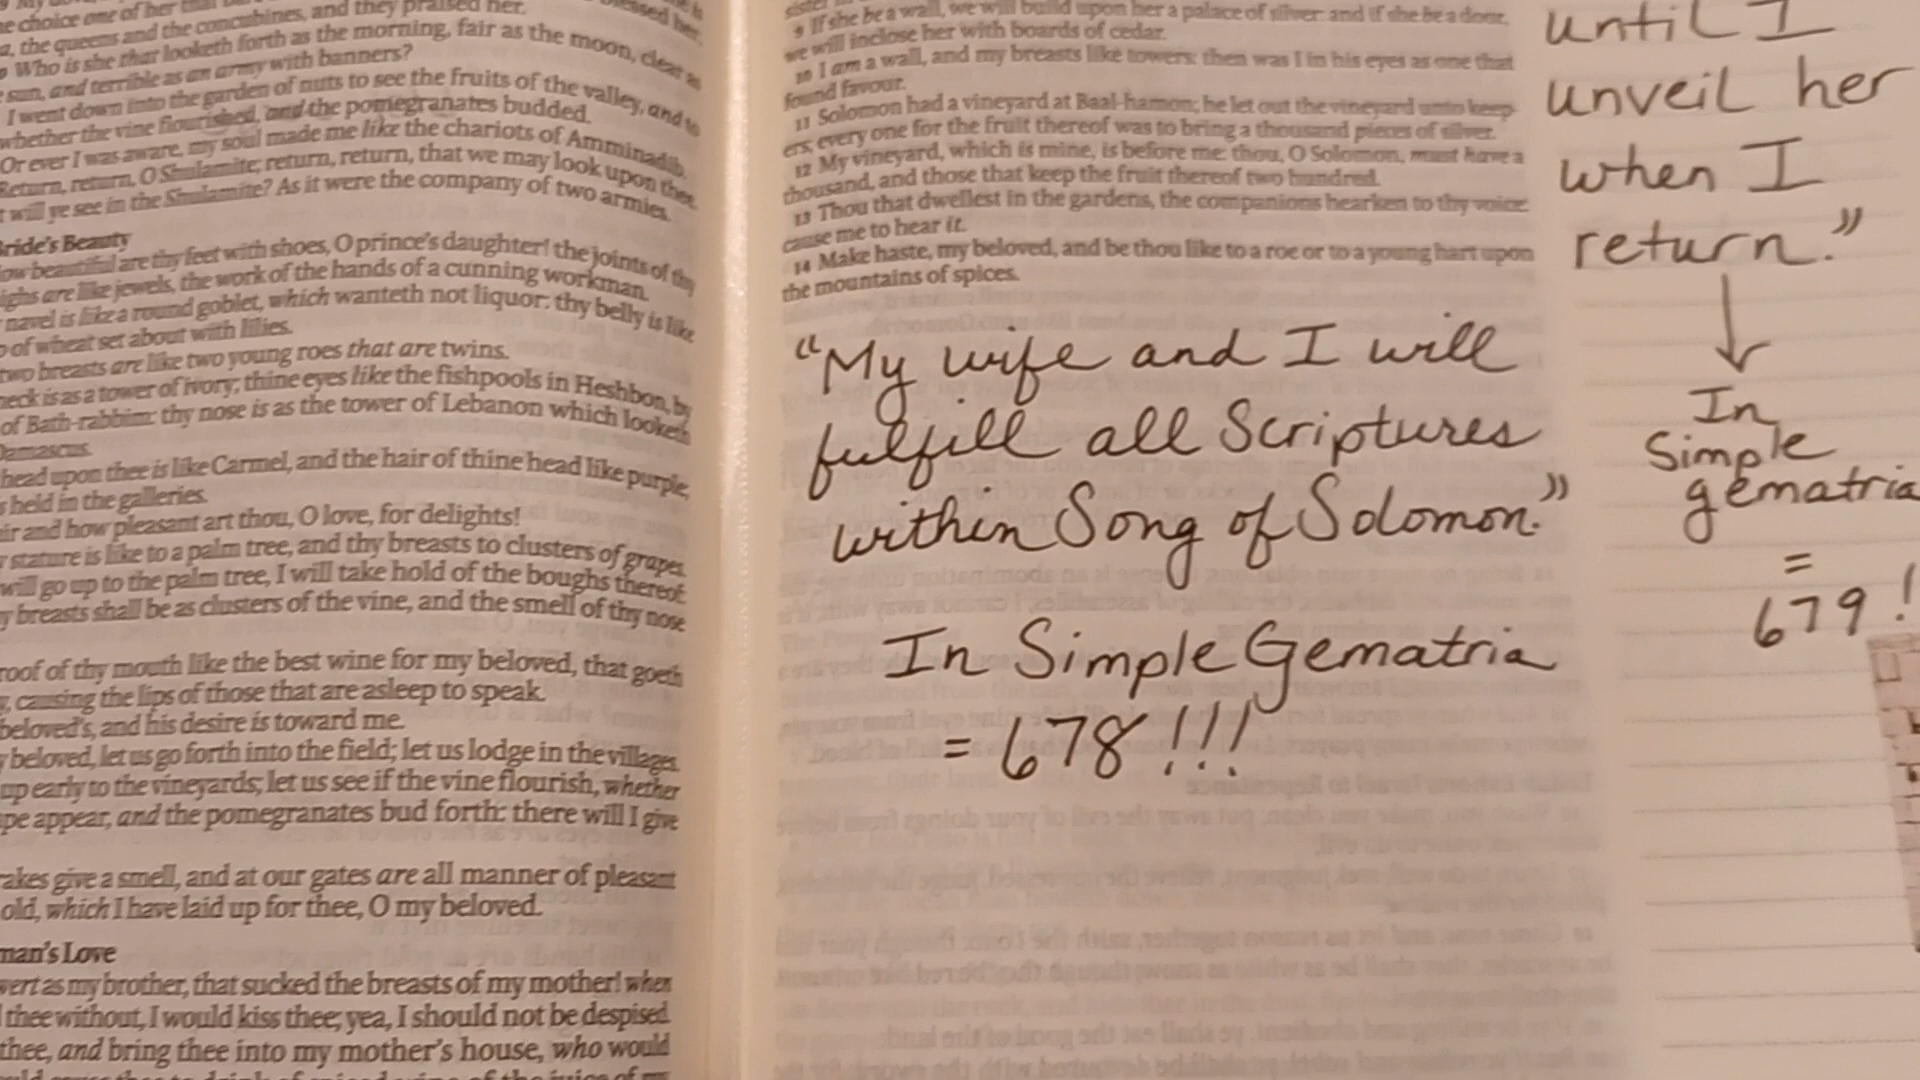 e choice one of her
a, the queens and the concubines, and they praised her.
Who is she that looketh forth as the morning, fair as the moon, clear as
sun, and terrible as an army with banners?
I went down into the garden of nuts to see the fruits of the valley, and to
whether the vine flourished, and the pomegranates budded.
Or ever I was aware, my soul made me like the chariots of Amminadib.
Return, return, O Shulamite; return, return, that we may look upon thee.
t will ye see in the Shulamite? As it were the company of two armies.
Bride's Beauty
ow beautiful are thy feet with shoes, O prince's daughter! the joints of thy
ighs are like jewels, the work of the hands of a cunning workman.
navel is like a round goblet, which wanteth not liquor: thy belly is like
p of wheat set about with lilies.
two breasts are like two young roes that are twins.
neck is as a tower of ivory; thine eyes like the fishpools in Heshbon, by
of Bath-rabbim: thy nose is as the tower of Lebanon which looketh
Damascus.
head upon thee is like Carmel, and the hair of thine head like purple;
s held in the galleries.
air and how pleasant art thou, O love, for delights!
y stature is like to a palm tree, and thy breasts to clusters of grapes.
will go up to the palm tree, I will take hold of the boughs thereof:
y breasts shall be as clusters of the vine, and the smell of thy nose
roof of thy mouth like the best wine for my beloved, that goeth
y, causing the lips of those that are asleep to speak.
beloved's, and his desire is toward me.
y beloved, let us go forth into the field; let us lodge in the villages.
up early to the vineyards; let us see if the vine flourish, whether
pe appear, and the pomegranates bud forth: there will I give
akes give a smell, and at our gates are all manner of pleasant
old, which I have laid up for thee, O my beloved.
man's Love
wert as my brother, that sucked the breasts of my mother! when
thee without, I would kiss thee; yea, I should not be despised.
thee, and bring thee into my mother's house, who would
9 If she be a wall, we will build upon her a palace of silver: and if she be a door,
we will inclose her with boards of cedar.
10 I am a wall, and my breasts like towers: then was I in his eyes as one that
found favour.
11 Solomon had a vineyard at Baal-hamon; he let out the vineyard unto keep-
ers; every one for the fruit thereof was to bring a thousand pieces of silver.
12 My vineyard, which is mine, is before me: thou, O Solomon, must have a
thousand, and those that keep the fruit thereof two hundred.
13 Thou that dwellest in the gardens, the companions hearken to thy voice:
cause me to hear it.
14 Make haste, my beloved, and be thou like to a roe or to a young hart upon
the mountains of spices.
"My wife and I will
fulfill all Scriptures
within Song of Solomon."
In Simple Gematria
= 678!!!
until I
unveil her
when I
return."
In
Simple
gematria
=
679!